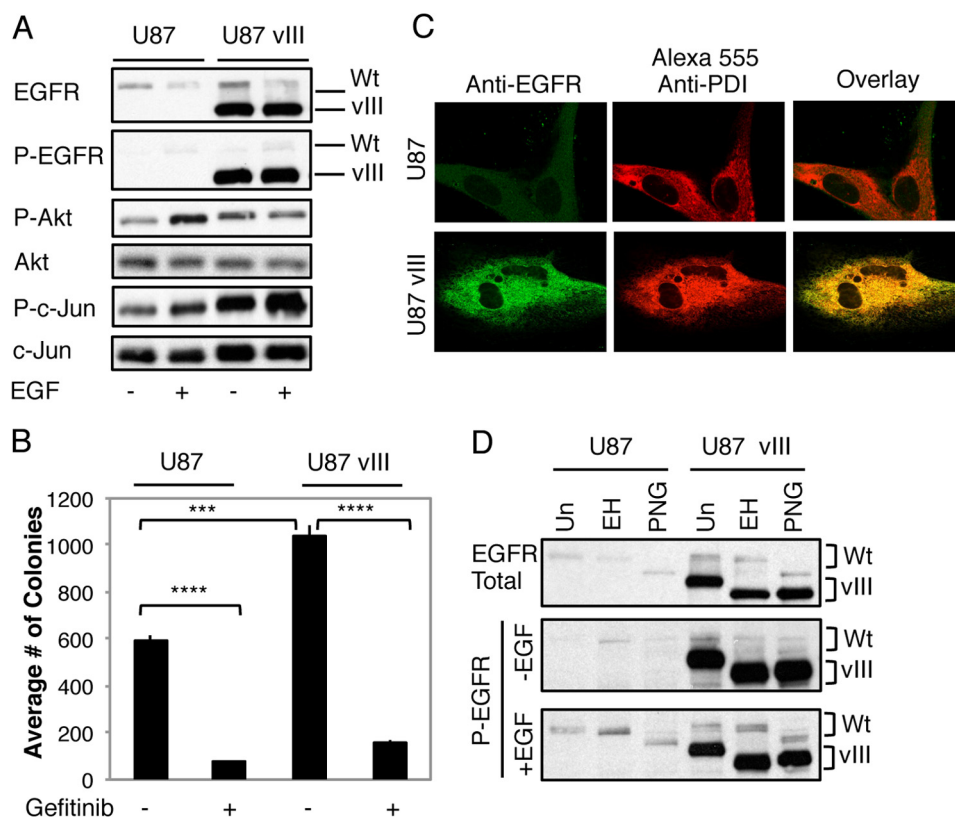 A
U87 U87 vIII
EGFR
Wt
vIII
P-EGFR
Wt
vIII
P-Akt
Akt
P-c-Jun
c-Jun
EGF - + - +
B
U87 U87 vIII
Average # of Colonies
1200
1000
800
600
400
200
0
*** ****
****
Gefitinib - + - +
C
Anti-EGFR Alexa 555 Anti-PDI Overlay
U87
U87 vIII
D
U87 U87 vIII
Un EH PNG Un EH PNG
EGFR Total
Wt
vIII
P-EGFR
-EGF
Wt
vIII
+EGF
Wt
vIII